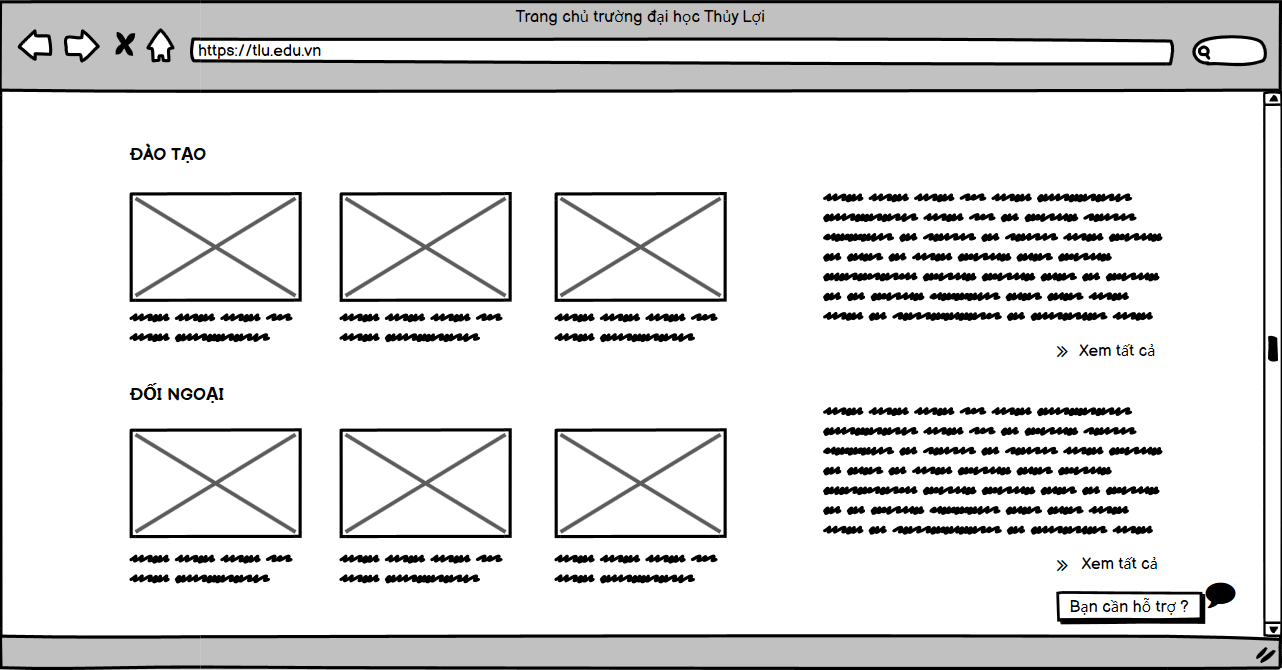 Trang chủ trường đại học Thủy Lợi
https://tlu.edu.vn
ĐÀO TẠO
Xem tất cả
ĐỐI NGOẠI
Xem tất cả
Bạn cần hỗ trợ ?